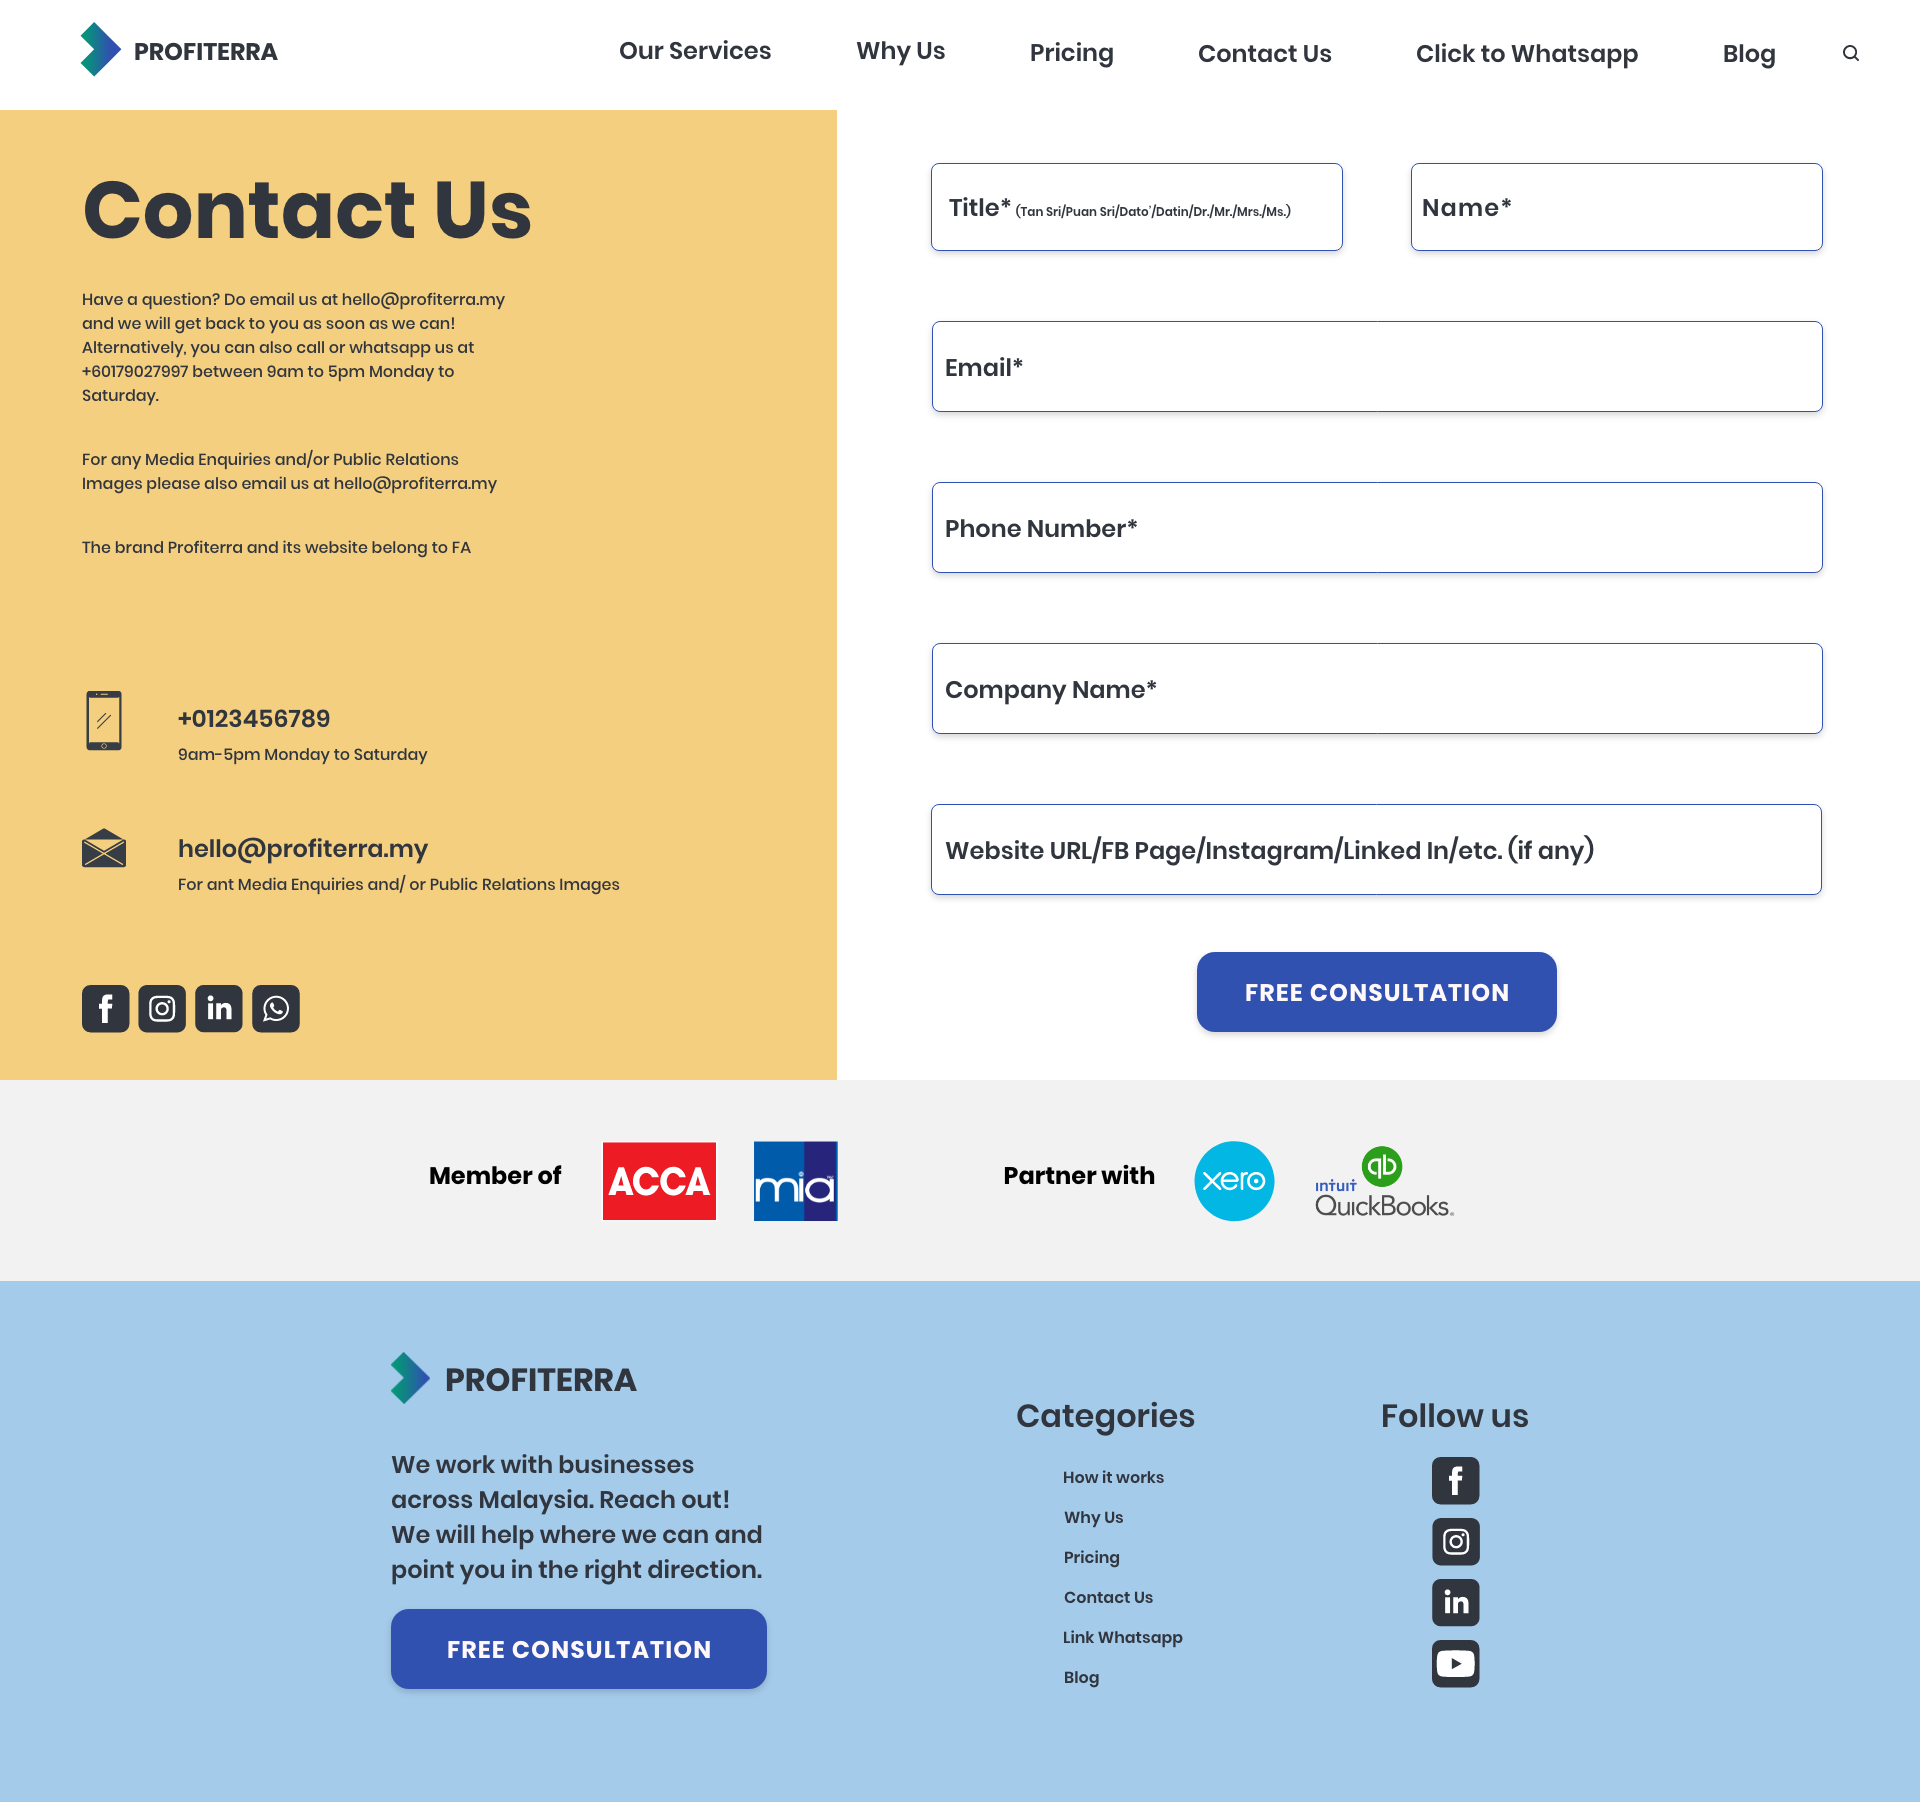 PROFITERRA
Our Services
Why Us
Pricing
Contact Us
Click to Whatsapp
Blog
Contact Us
Have a question? Do email us at hello@profiterra.my
and we will get back to you as soon as we can!
Alternatively, you can also call or whatsapp us at
+60179027997 between 9am to 5pm Monday to
Saturday.
For any Media Enquiries and/or Public Relations
Images please also email us at hello@profiterra.my
The brand Profiterra and its website belong to FA
+0123456789
9am-5pm Monday to Saturday
hello@profiterra.my
For ant Media Enquiries and/ or Public Relations Images
f
in
Title* (Tan Sri/Puan Sri/Dato'/Datin/Dr./Mr./Mrs./Ms.)
Name*
Email*
Phone Number*
Company Name*
Website URL/FB Page/Instagram/Linked In/etc. (if any)
FREE CONSULTATION
Member of
ACCA
mia
Partner with
xero
qb
intuit
QuickBooks®
PROFITERRA
We work with businesses
across Malaysia. Reach out!
We will help where we can and
point you in the right direction.
FREE CONSULTATION
Categories
How it works
Why Us
Pricing
Contact Us
Link Whatsapp
Blog
Follow us
f
in